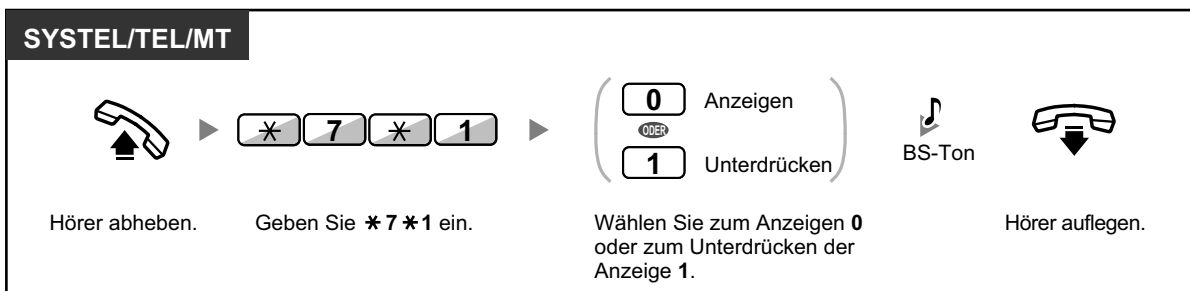 SYSTEL/TEL/MT
✳ 7 ✳ 1
0 Anzeigen
ODER
1 Unterdrücken
BS-Ton
Hörer abheben.
Geben Sie ✳7✳1 ein.
Wählen Sie zum Anzeigen 0
oder zum Unterdrücken der
Anzeige 1.
Hörer auflegen.